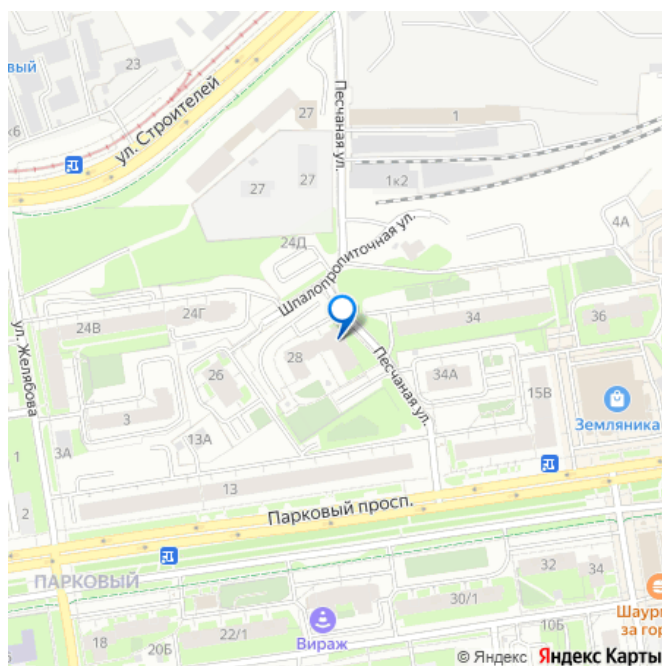 овый
23
к6
ул. Строителей
27
Песчаная ул.
1
27
27
1к2
4А
24Д
Шпалопропиточная ул.
24Г
24В
34
36
ул. Желябова
28
26
Песчаная ул.
34А
15В
Земляника
3
13А
3А
1
13
2
Парковый просп.
ПАРКОВЫЙ
32
34
30/1
Шаурм
за гор
18
20Б
22/1
Вираж
10Б
© Яндекс Яндекс Карты